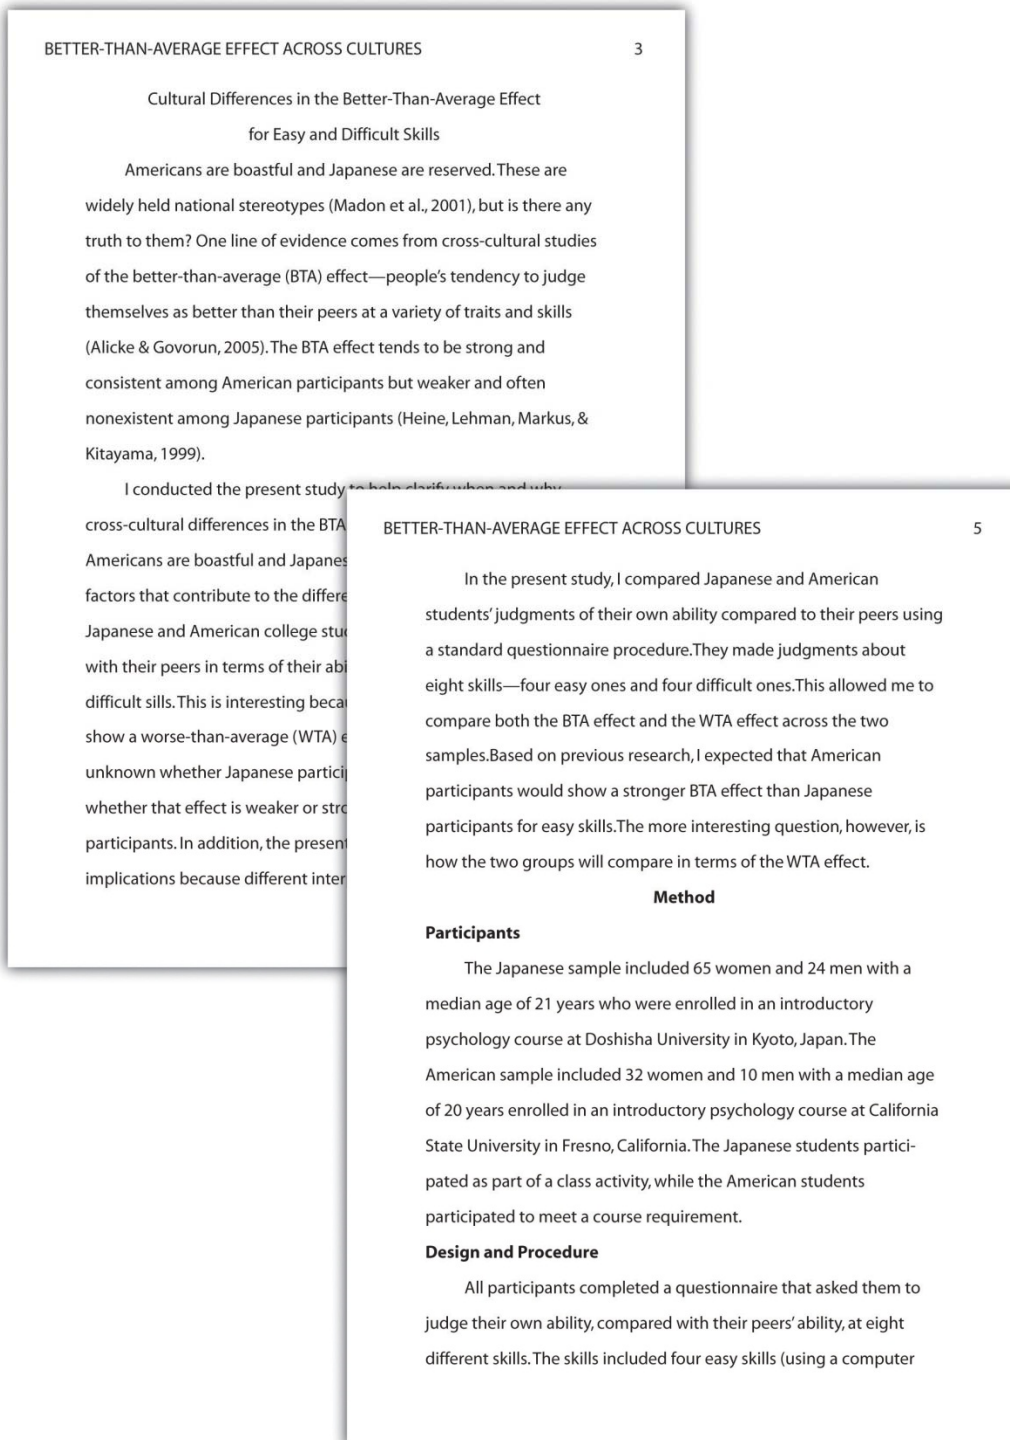 BETTER-THAN-AVERAGE EFFECT ACROSS CULTURES 3
Cultural Differences in the Better-Than-Average Effect
for Easy and Difficult Skills
Americans are boastful and Japanese are reserved. These are
widely held national stereotypes (Madon et al., 2001), but is there any
truth to them? One line of evidence comes from cross-cultural studies
of the better-than-average (BTA) effect—people's tendency to judge
themselves as better than their peers at a variety of traits and skills
(Alicke & Govorun, 2005). The BTA effect tends to be strong and
consistent among American participants but weaker and often
nonexistent among Japanese participants (Heine, Lehman, Markus, &
Kitayama, 1999).
I conducted the present study to help clarify when and why
cross-cultural differences in the BTA
Americans are boastful and
factors that contribute to the
Japanese and American college
with their peers in terms of their
difficult sills. This is interesting
show a worse-than-average (WTA)
unknown whether Japanese
whether that effect is weaker or
participants. In addition, the
implications because different
BETTER-THAN-AVERAGE EFFECT ACROSS CULTURES 5
In the present study, I compared Japanese and American
students' judgments of their own ability compared to their peers using
a standard questionnaire procedure.They made judgments about
eight skills—four easy ones and four difficult ones.This allowed me to
compare both the BTA effect and the WTA effect across the two
samples.Based on previous research, I expected that American
participants would show a stronger BTA effect than Japanese
participants for easy skills.The more interesting question, however, is
how the two groups will compare in terms of the WTA effect.
Method
Participants
The Japanese sample included 65 women and 24 men with a
median age of 21 years who were enrolled in an introductory
psychology course at Doshisha University in Kyoto, Japan. The
American sample included 32 women and 10 men with a median age
of 20 years enrolled in an introductory psychology course at California
State University in Fresno, California. The Japanese students partici-
pated as part of a class activity, while the American students
participated to meet a course requirement.
Design and Procedure
All participants completed a questionnaire that asked them to
judge their own ability, compared with their peers' ability, at eight
different skills. The skills included four easy skills (using a computer